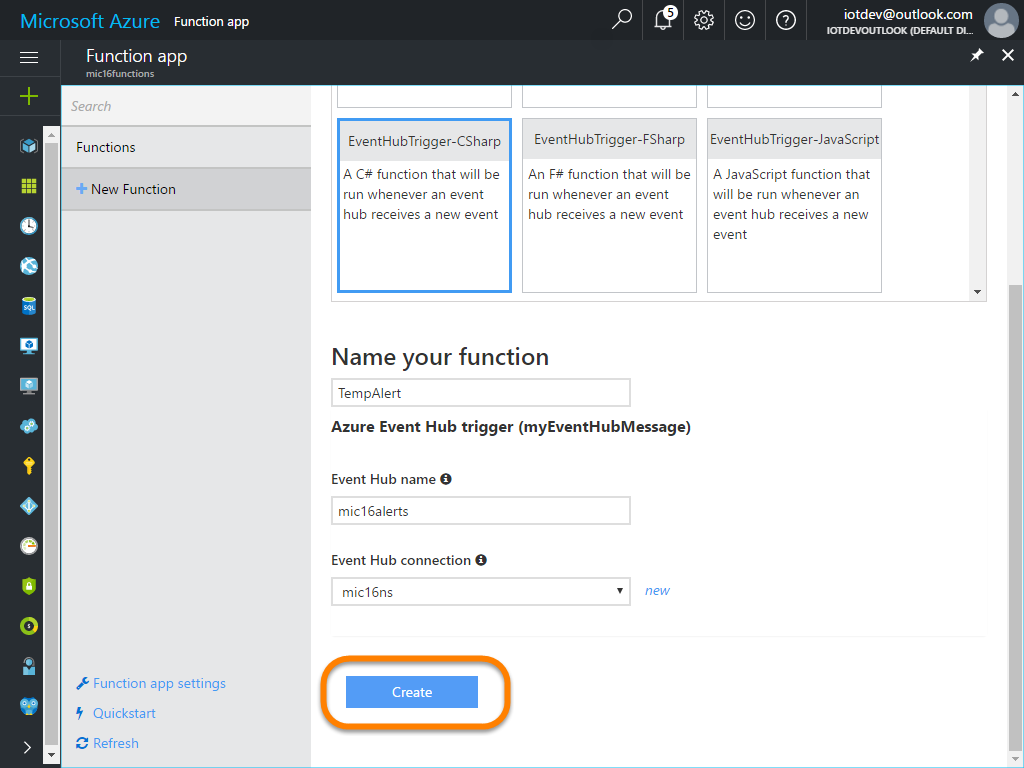 Microsoft Azure Function app
5
iotdev@outlook.com
IOTDEVOUTLOOK (DEFAULT DI...
Function app
mic16functions
Search
Functions
+ New Function
Function app settings
Quickstart
Refresh
EventHubTrigger-CSharp
A C# function that will be
run whenever an event
hub receives a new event
EventHubTrigger-FSharp
An F# function that will be
run whenever an event
hub receives a new event
EventHubTrigger-JavaScript
A JavaScript function that
will be run whenever an
event hub receives a new
event
Name your function
TempAlert
Azure Event Hub trigger (myEventHubMessage)
Event Hub name
mic16alerts
Event Hub connection
mic16ns
new
Create
SQL